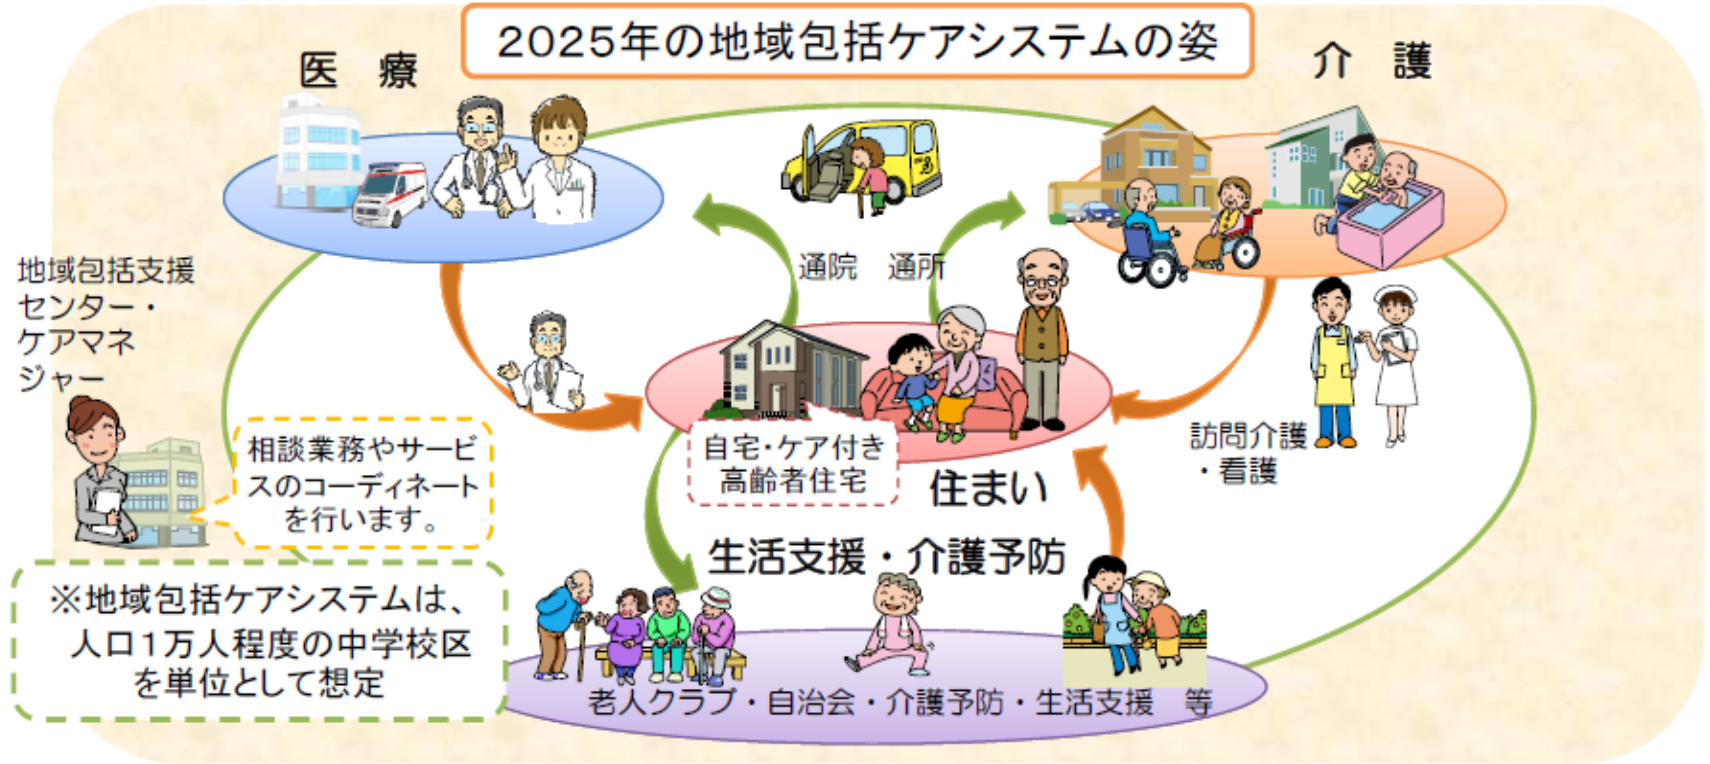 2025年の地域包括ケアシステムの姿
医　療
介　護
通院　通所
地域包括支援
センター・
ケアマネ
ジャー
相談業務やサービ
スのコーディネート
を行います。
自宅・ケア付き
高齢者住宅
住まい
訪問介護
・看護
生活支援・介護予防
※地域包括ケアシステムは、
人口1万人程度の中学校区
を単位として想定
老人クラブ・自治会・介護予防・生活支援　等